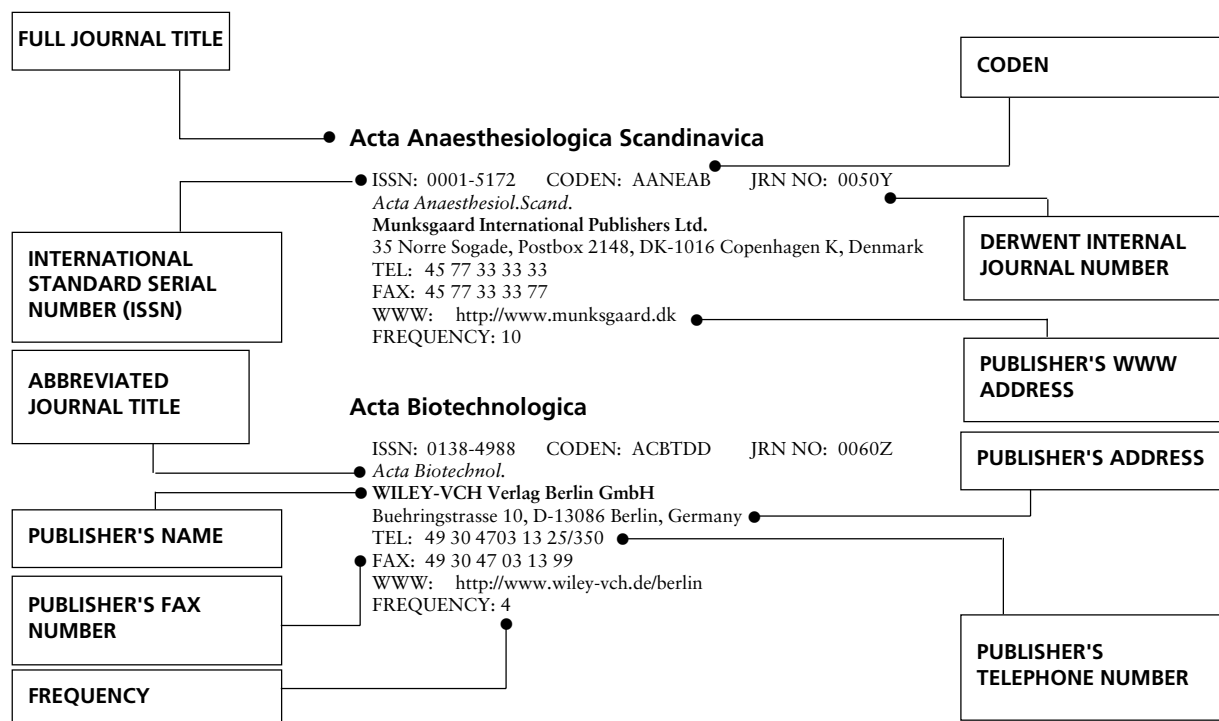 FULL JOURNAL TITLE
CODEN
Acta Anaesthesiologica Scandinavica
ISSN: 0001-5172 CODEN: AANEAB JRN NO: 0050Y
Acta Anaesthesiol.Scand.
Munksgaard International Publishers Ltd.
35 Norre Sogade, Postbox 2148, DK-1016 Copenhagen K, Denmark
TEL: 45 77 33 33 33
FAX: 45 77 33 33 77
WWW: http://www.munksgaard.dk
FREQUENCY: 10
INTERNATIONAL
STANDARD SERIAL
NUMBER (ISSN)
DERWENT INTERNAL
JOURNAL NUMBER
ABBREVIATED
JOURNAL TITLE
PUBLISHER'S WWW
ADDRESS
Acta Biotechnologica
ISSN: 0138-4988 CODEN: ACBTDD JRN NO: 0060Z
Acta Biotechnol.
WILEY-VCH Verlag Berlin GmbH
Buehringstrasse 10, D-13086 Berlin, Germany
TEL: 49 30 4703 13 25/350
FAX: 49 30 47 03 13 99
WWW: http://www.wiley-vch.de/berlin
FREQUENCY: 4
PUBLISHER'S ADDRESS
PUBLISHER'S NAME
PUBLISHER'S FAX
NUMBER
FREQUENCY
PUBLISHER'S
TELEPHONE NUMBER